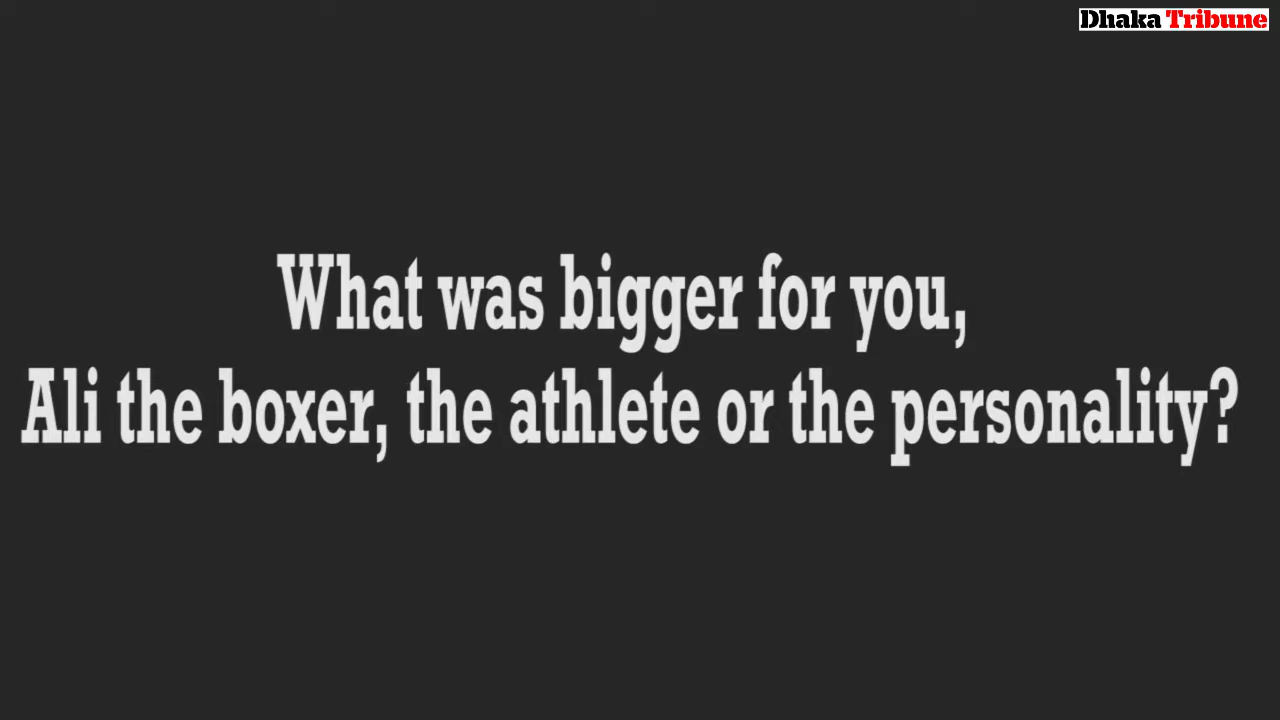 Dhaka Tribune
What was bigger for you,
Ali the boxer, the athlete or the personality?